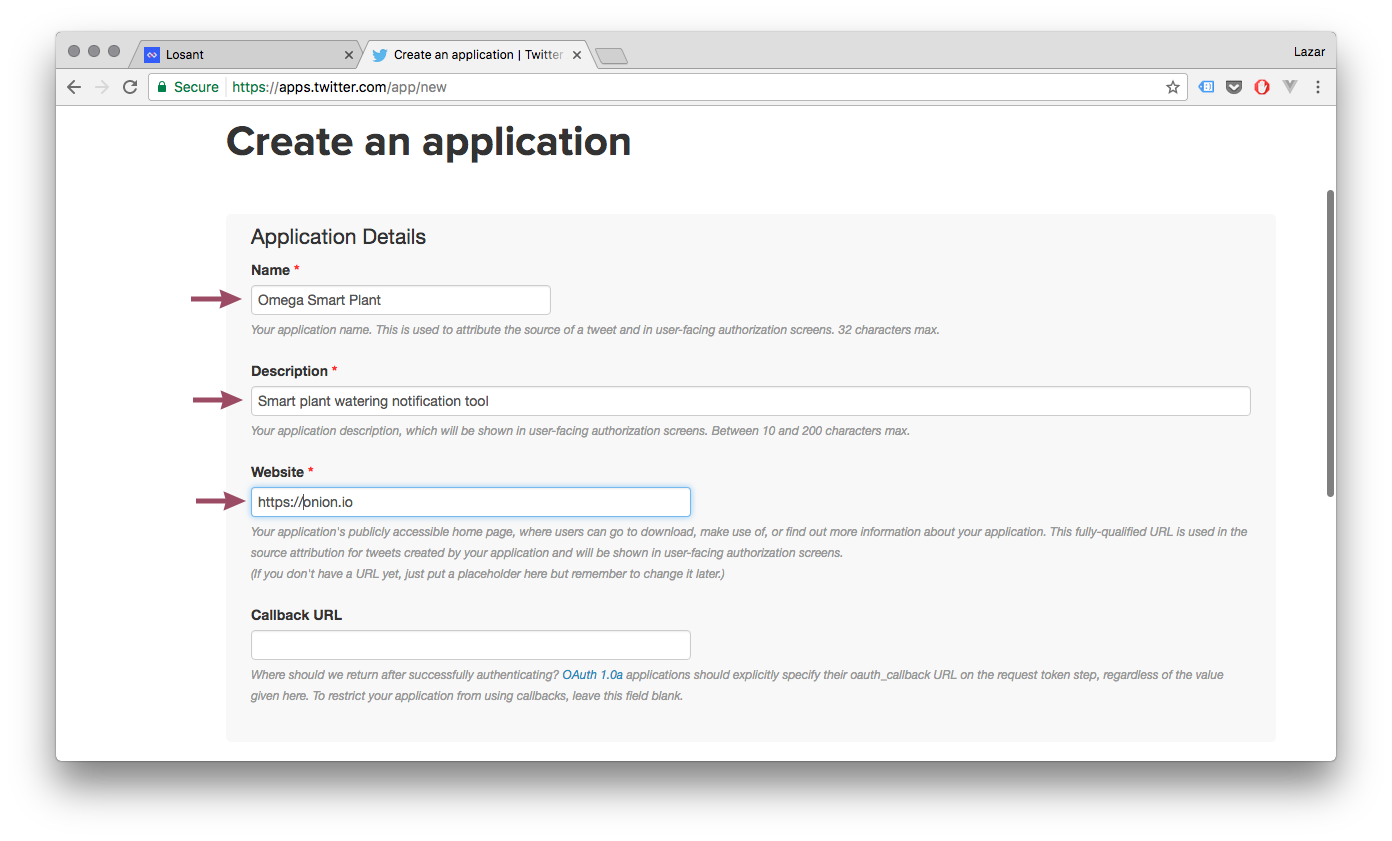 Losant
Create an application | Twitter
Lazar
Secure
https://apps.twitter.com/app/new
Create an application
Application Details
Name *
Omega Smart Plant
Your application name. This is used to attribute the source of a tweet and in user-facing authorization screens. 32 characters max.
Description *
Smart plant watering notification tool
Your application description, which will be shown in user-facing authorization screens. Between 10 and 200 characters max.
Website *
https://onion.io
Your application's publicly accessible home page, where users can go to download, make use of, or find out more information about your application. This fully-qualified URL is used in the
source attribution for tweets created by your application and will be shown in user-facing authorization screens.
(If you don't have a URL yet, just put a placeholder here but remember to change it later.)
Callback URL
Where should we return after successfully authenticating? OAuth 1.0a applications should explicitly specify their oauth_callback URL on the request token step, regardless of the value
given here. To restrict your application from using callbacks, leave this field blank.